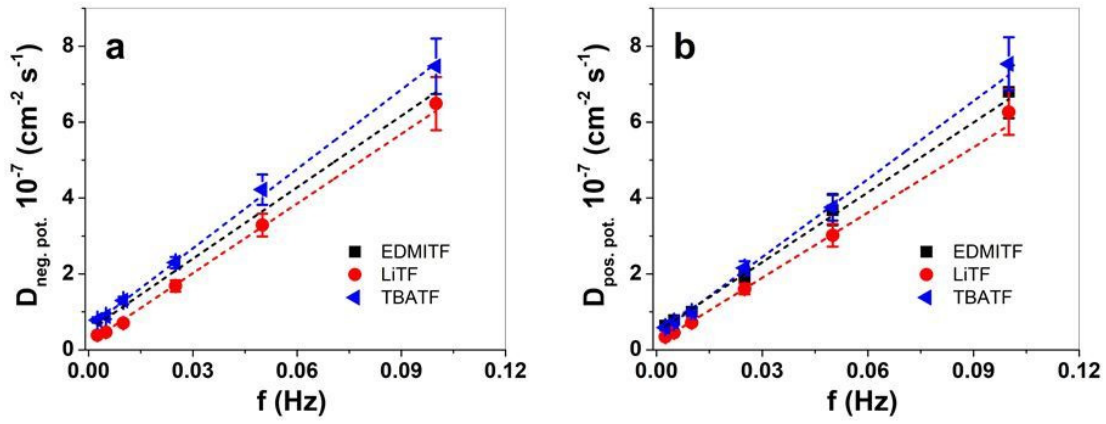 a
D_neg. pot. 10^-7 (cm^-2 s^-1)
8
6
4
2
0
EDMITF
LiTF
TBATF
0.00 0.03 0.06 0.09 0.12
f (Hz)
b
D_pos. pot. 10^-7 (cm^-2 s^-1)
8
6
4
2
0
EDMITF
LiTF
TBATF
0.00 0.03 0.06 0.09 0.12
f (Hz)